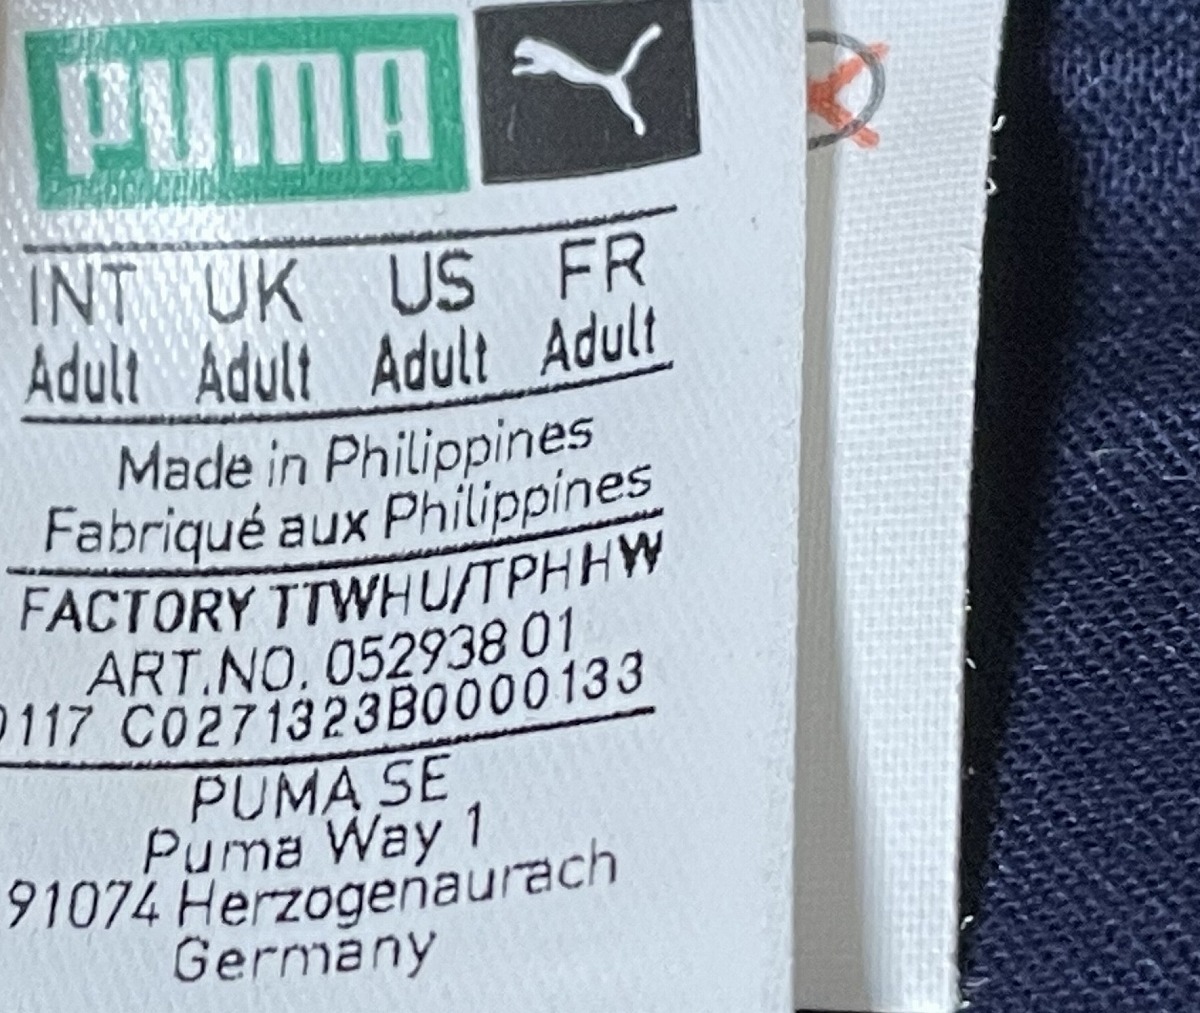 PUMA
INT UK US FR
Adult Adult Adult Adult
Made in Philippines
Fabriqué aux Philippines
FACTORY TTWHU/TPHHW
ART.NO. 052938 01
0117 C0271323B0000133
PUMA SE
Puma Way 1
91074 Herzogenaurach
Germany